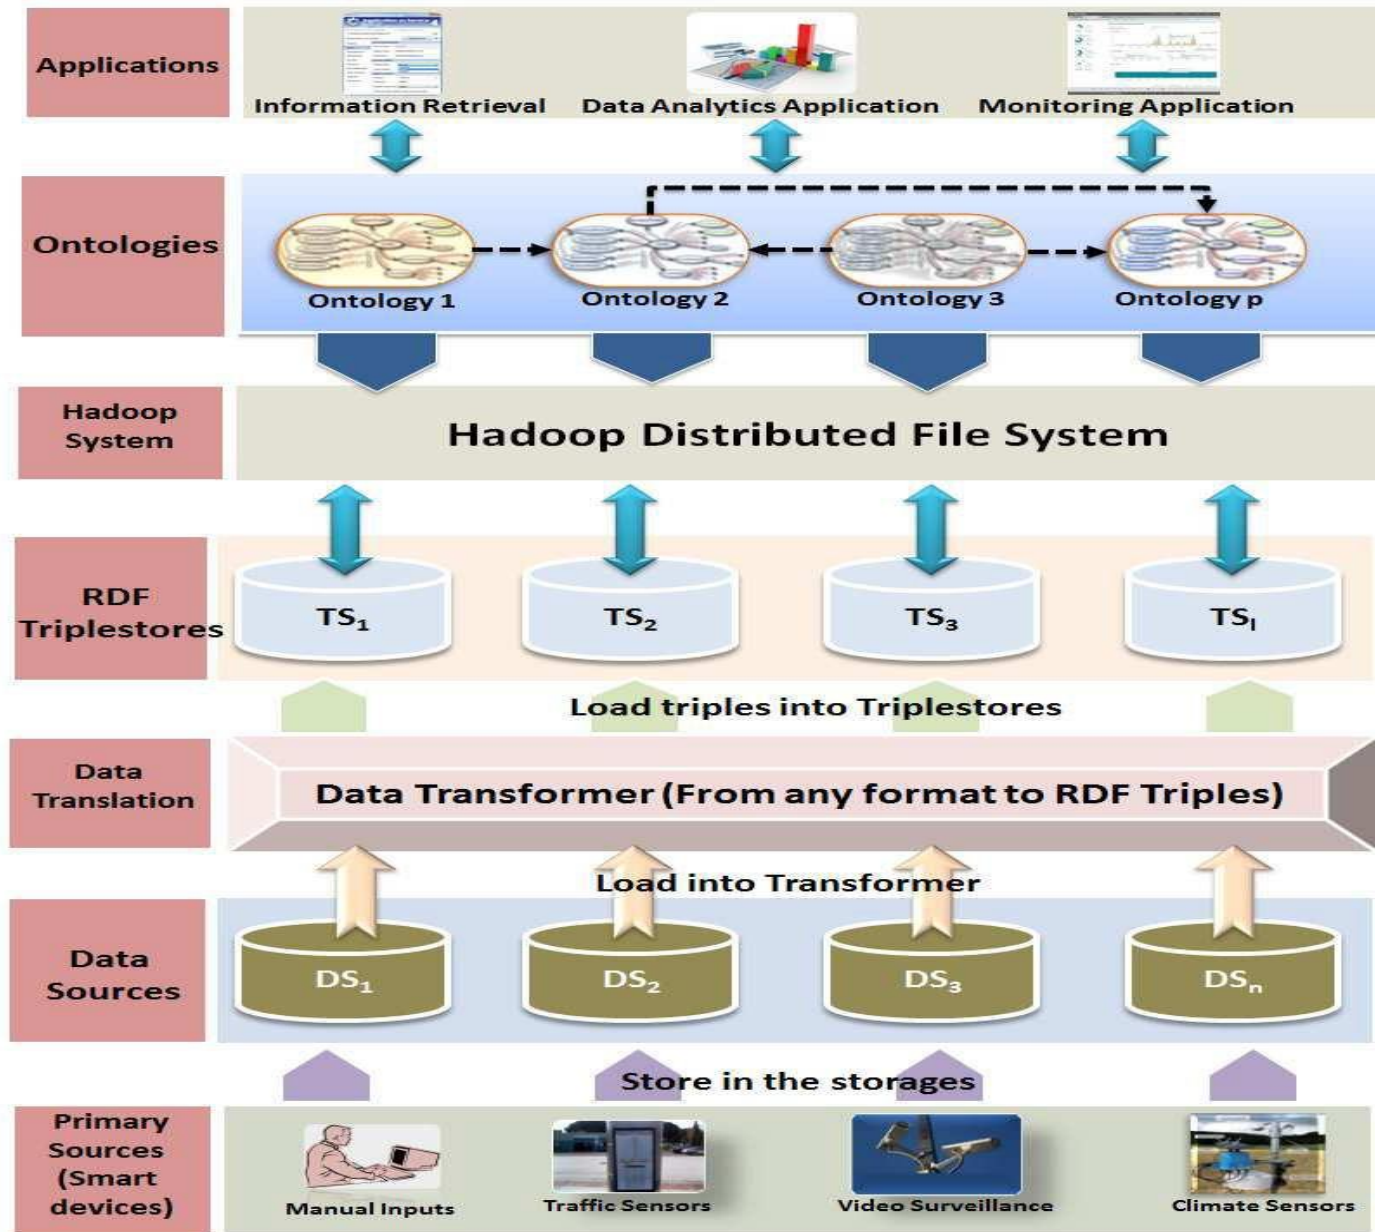 Applications
Information Retrieval
Data Analytics Application
Monitoring Application
Ontologies
Ontology 1
Ontology 2
Ontology 3
Ontology p
Hadoop
System
Hadoop Distributed File System
RDF
Triplestores
TS1
TS2
TS3
TSl
Load triples into Triplestores
Data
Translation
Data Transformer (From any format to RDF Triples)
Load into Transformer
Data
Sources
DS1
DS2
DS3
DSn
Store in the storages
Primary
Sources
(Smart
devices)
Manual Inputs
Traffic Sensors
Video Surveillance
Climate Sensors